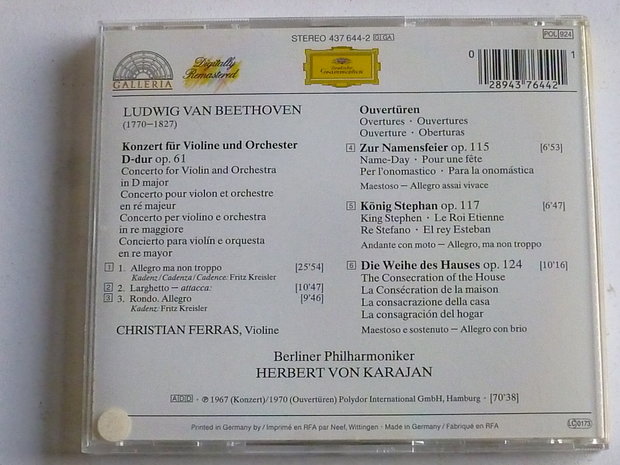 STEREO 437 644-2 GH GA
POL 924
GALLERIA
Digitally
Remastered
Deutsche
Grammophon
0 28943 76442 1
LUDWIG VAN BEETHOVEN
(1770–1827)
Konzert für Violine und Orchester
D-dur op. 61
Concerto for Violin and Orchestra
in D major
Concerto pour violon et orchestre
en ré majeur
Concerto per violino e orchestra
in re maggiore
Concierto para violín e orquesta
en re mayor
1 1. Allegro ma non troppo [25'54]
Kadenz/Cadenza/Cadence: Fritz Kreisler
2 2. Larghetto – attacca: [10'47]
3 3. Rondo. Allegro [9'46]
Kadenz: Fritz Kreisler
CHRISTIAN FERRAS, Violine
Ouvertüren
Overtures · Ouvertures
Ouverture · Oberturas
4 Zur Namensfeier op. 115 [6'53]
Name-Day · Pour une fête
Per l'onomastico · Para la onomástica
Maestoso – Allegro assai vivace
5 König Stephan op. 117 [6'47]
King Stephen · Le Roi Etienne
Re Stefano · El rey Esteban
Andante con moto – Allegro, ma non troppo
6 Die Weihe des Hauses op. 124 [10'16]
The Consecration of the House
La Consécration de la maison
La consacrazione della casa
La consagración del hogar
Maestoso e sostenuto – Allegro con brio
Berliner Philharmoniker
HERBERT VON KARAJAN
ADD · ℗ 1967 (Konzert)/1970 (Ouvertüren) Polydor International GmbH, Hamburg · [70'38]
Printed in Germany by / Imprimé en RFA par Neef, Wittingen · Made in Germany / Fabriqué en RFA
LC 0173